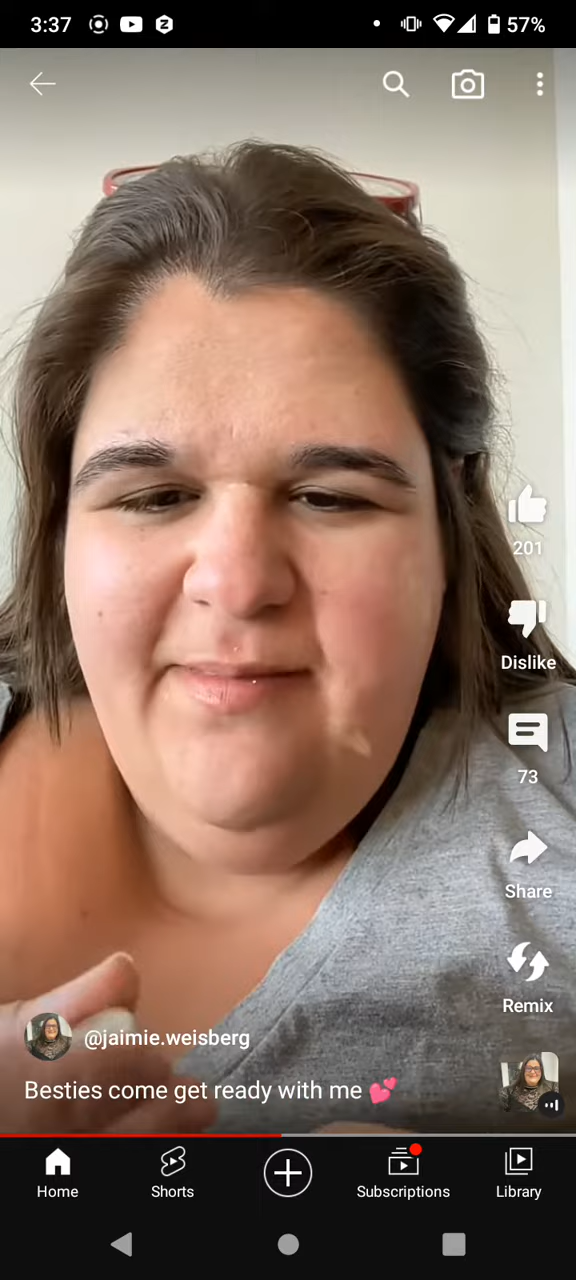 3:37
57%
201
Dislike
73
Share
Remix
@jaimie.weisberg
Besties come get ready with me 💕
Home
Shorts
Subscriptions
Library